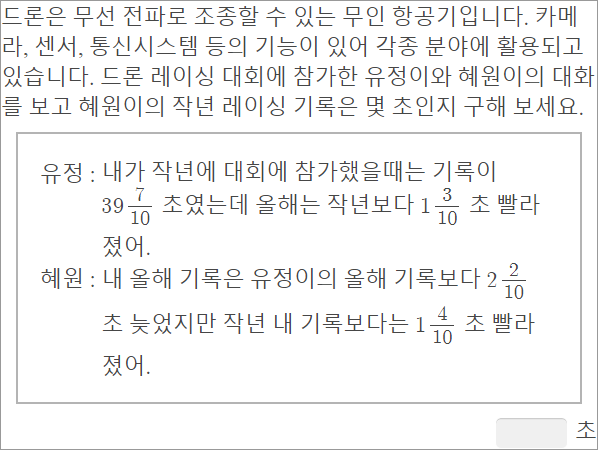 드론은 무선 전파로 조종할 수 있는 무인 항공기입니다. 카메
라, 센서, 통신시스템 등의 기능이 있어 각종 분야에 활용되고
있습니다. 드론 레이싱 대회에 참가한 유정이와 혜원이의 대화
를 보고 혜원이의 작년 레이싱 기록은 몇 초인지 구해 보세요.
유정 : 내가 작년에 대회에 참가했을때는 기록이
39 7/10 초였는데 올해는 작년보다 1 3/10 초 빨라
졌어.
혜원 : 내 올해 기록은 유정이의 올해 기록보다 2 2/10
초 늦었지만 작년 내 기록보다는 1 4/10 초 빨라
졌어.
초